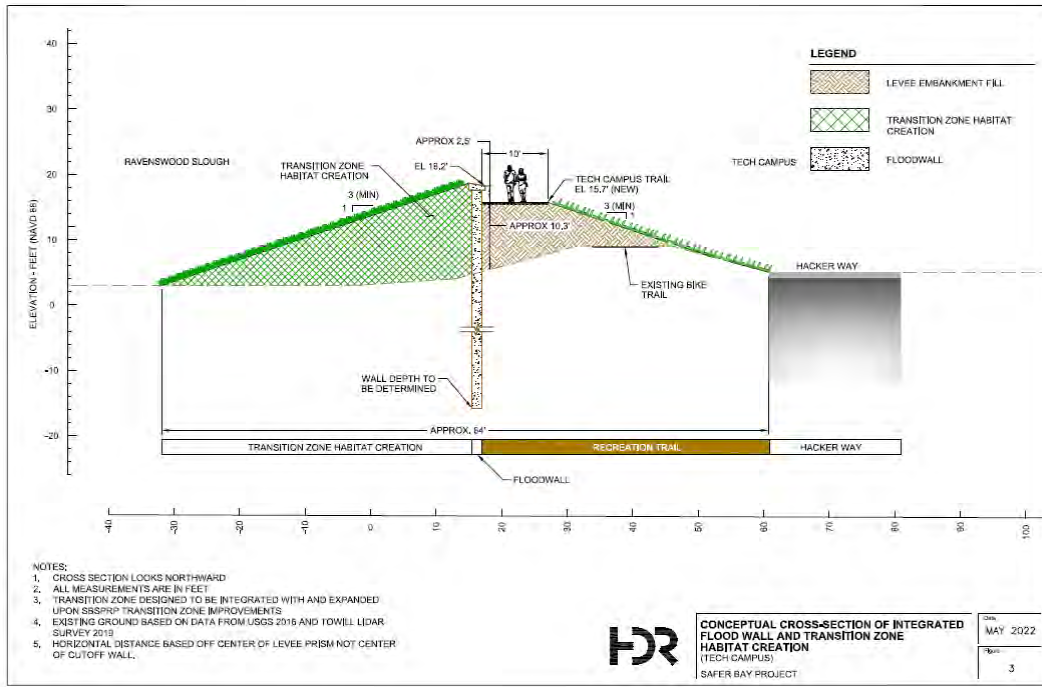 LEGEND
LEVEE EMBANKMENT FILL
TRANSITION ZONE HABITAT
CREATION
FLOODWALL
ELEVATION - FEET (NAVD 88)
40
30
20
10
0
-10
-20
RAVENSWOOD SLOUGH
TRANSITION ZONE
HABITAT CREATION
3 (MIN)
1
APPROX 2.5'
EL 18.2'
10'
TECH CAMPUS
TECH CAMPUS TRAIL
EL 15.7' (NEW)
3 (MIN)
1
APPROX 10.3'
EXISTING BIKE
TRAIL
HACKER WAY
WALL DEPTH TO
BE DETERMINED
APPROX. 64'
TRANSITION ZONE HABITAT CREATION
RECREATION TRAIL
HACKER WAY
FLOODWALL
-40
-30
-20
-10
0
10
20
30
40
50
60
70
80
90
100
NOTES:
1. CROSS SECTION LOOKS NORTHWARD
2. ALL MEASUREMENTS ARE IN FEET
3. TRANSITION ZONE DESIGNED TO BE INTEGRATED WITH AND EXPANDED
UPON SBSPRP TRANSITION ZONE IMPROVEMENTS
4. EXISTING GROUND BASED ON DATA FROM USGS 2016 AND TOWILL LIDAR
SURVEY 2019
5. HORIZONTAL DISTANCE BASED OFF CENTER OF LEVEE PRISM NOT CENTER
OF CUTOFF WALL.
HDR
CONCEPTUAL CROSS-SECTION OF INTEGRATED
FLOOD WALL AND TRANSITION ZONE
HABITAT CREATION
(TECH CAMPUS)
SAFER BAY PROJECT
Date
MAY 2022
Figure
3